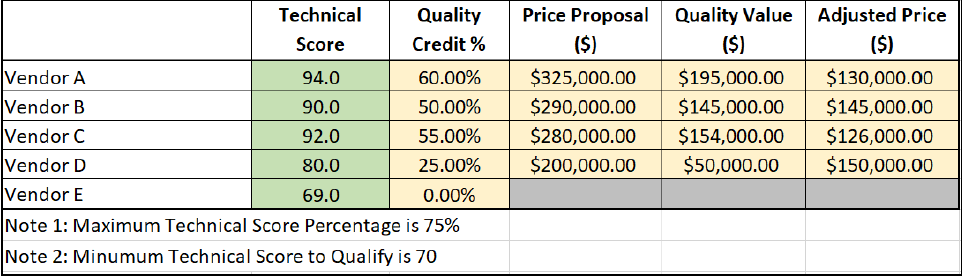 Technical Score Quality Credit % Price Proposal ($) Quality Value ($) Adjusted Price ($)
Vendor A 94.0 60.00% $325,000.00 $195,000.00 $130,000.00
Vendor B 90.0 50.00% $290,000.00 $145,000.00 $145,000.00
Vendor C 92.0 55.00% $280,000.00 $154,000.00 $126,000.00
Vendor D 80.0 25.00% $200,000.00 $50,000.00 $150,000.00
Vendor E 69.0 0.00%
Note 1: Maximum Technical Score Percentage is 75%
Note 2: Minumum Technical Score to Qualify is 70